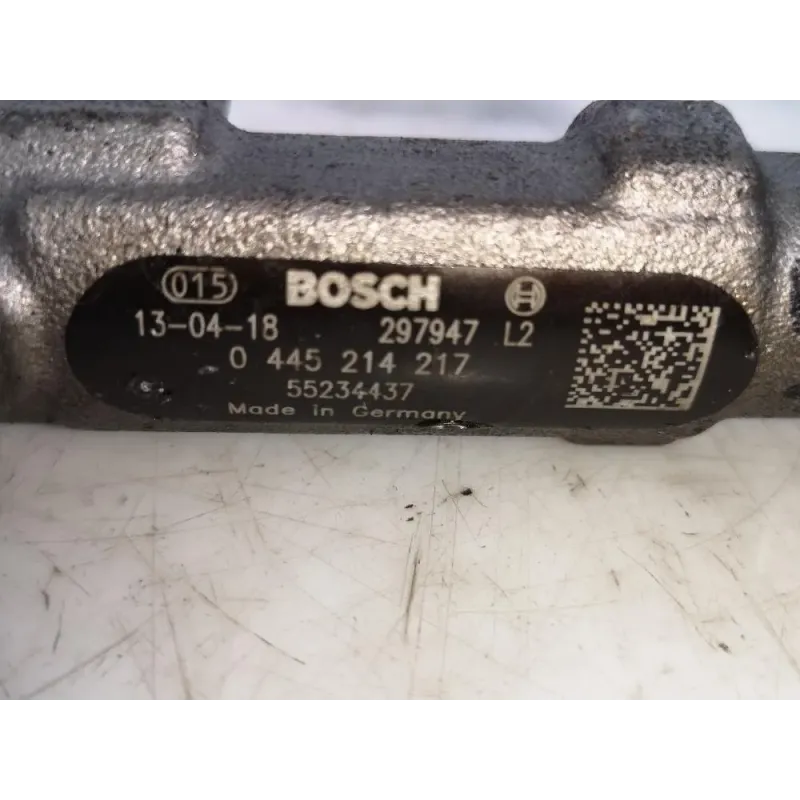 015 BOSCH
13-04-18 297947 L2
0 445 214 217
55234437
Made in Germany